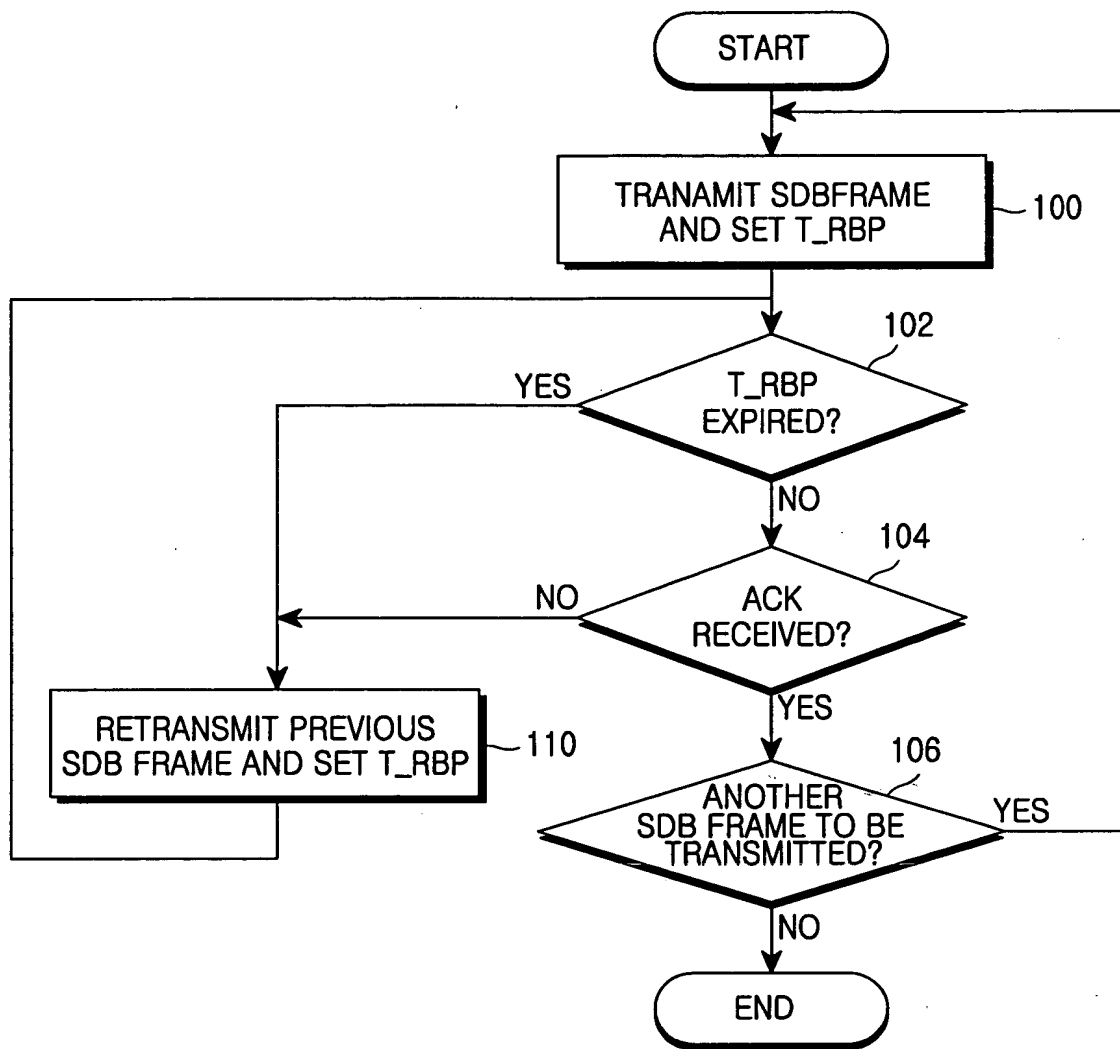 START
TRANAMIT SDBFRAME
AND SET T_RBP
100
102
YES
T_RBP
EXPIRED?
NO
104
NO
ACK
RECEIVED?
YES
RETRANSMIT PREVIOUS
SDB FRAME AND SET T_RBP
110
106
ANOTHER
SDB FRAME TO BE
TRANSMITTED?
YES
NO
END